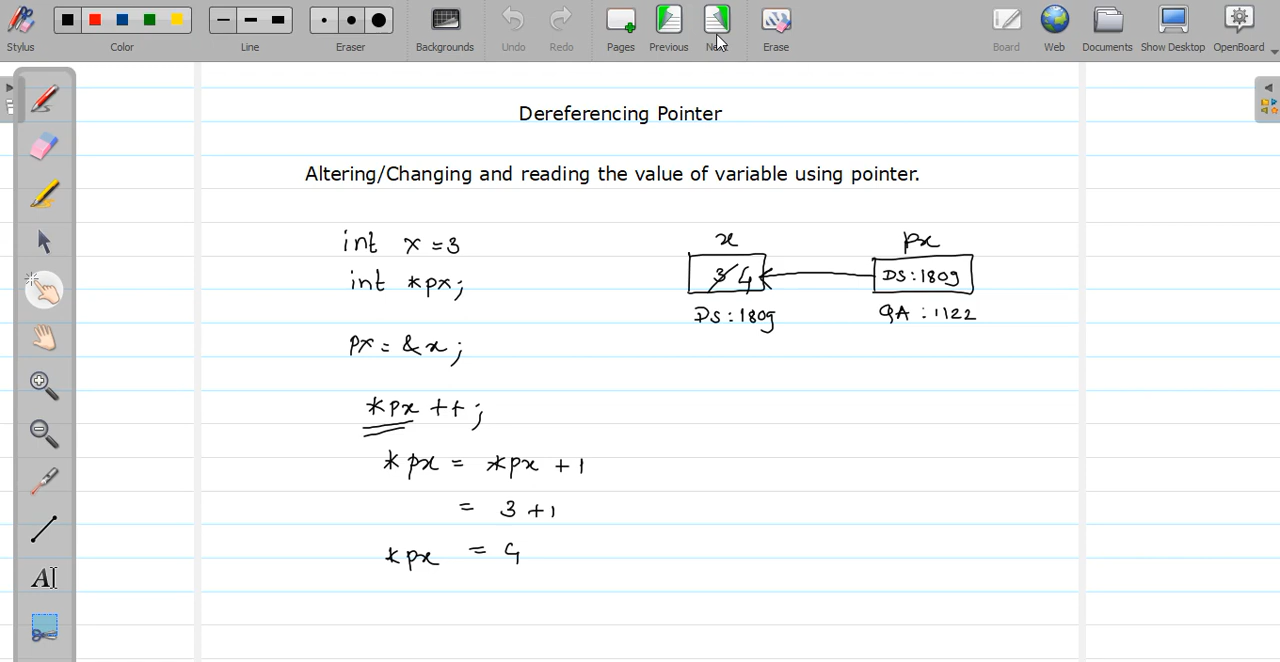 Stylus Color Line Eraser Backgrounds Undo Redo Pages Previous Next Erase Board Web Documents Show Desktop OpenBoard
Dereferencing Pointer
Altering/Changing and reading the value of variable using pointer.
int x = 3
int *px;
px = &x;
*px ++;
*px = *px + 1
= 3 + 1
*px = 4
x
3 4
DS:1809
px
DS:1809
QA:1122
A